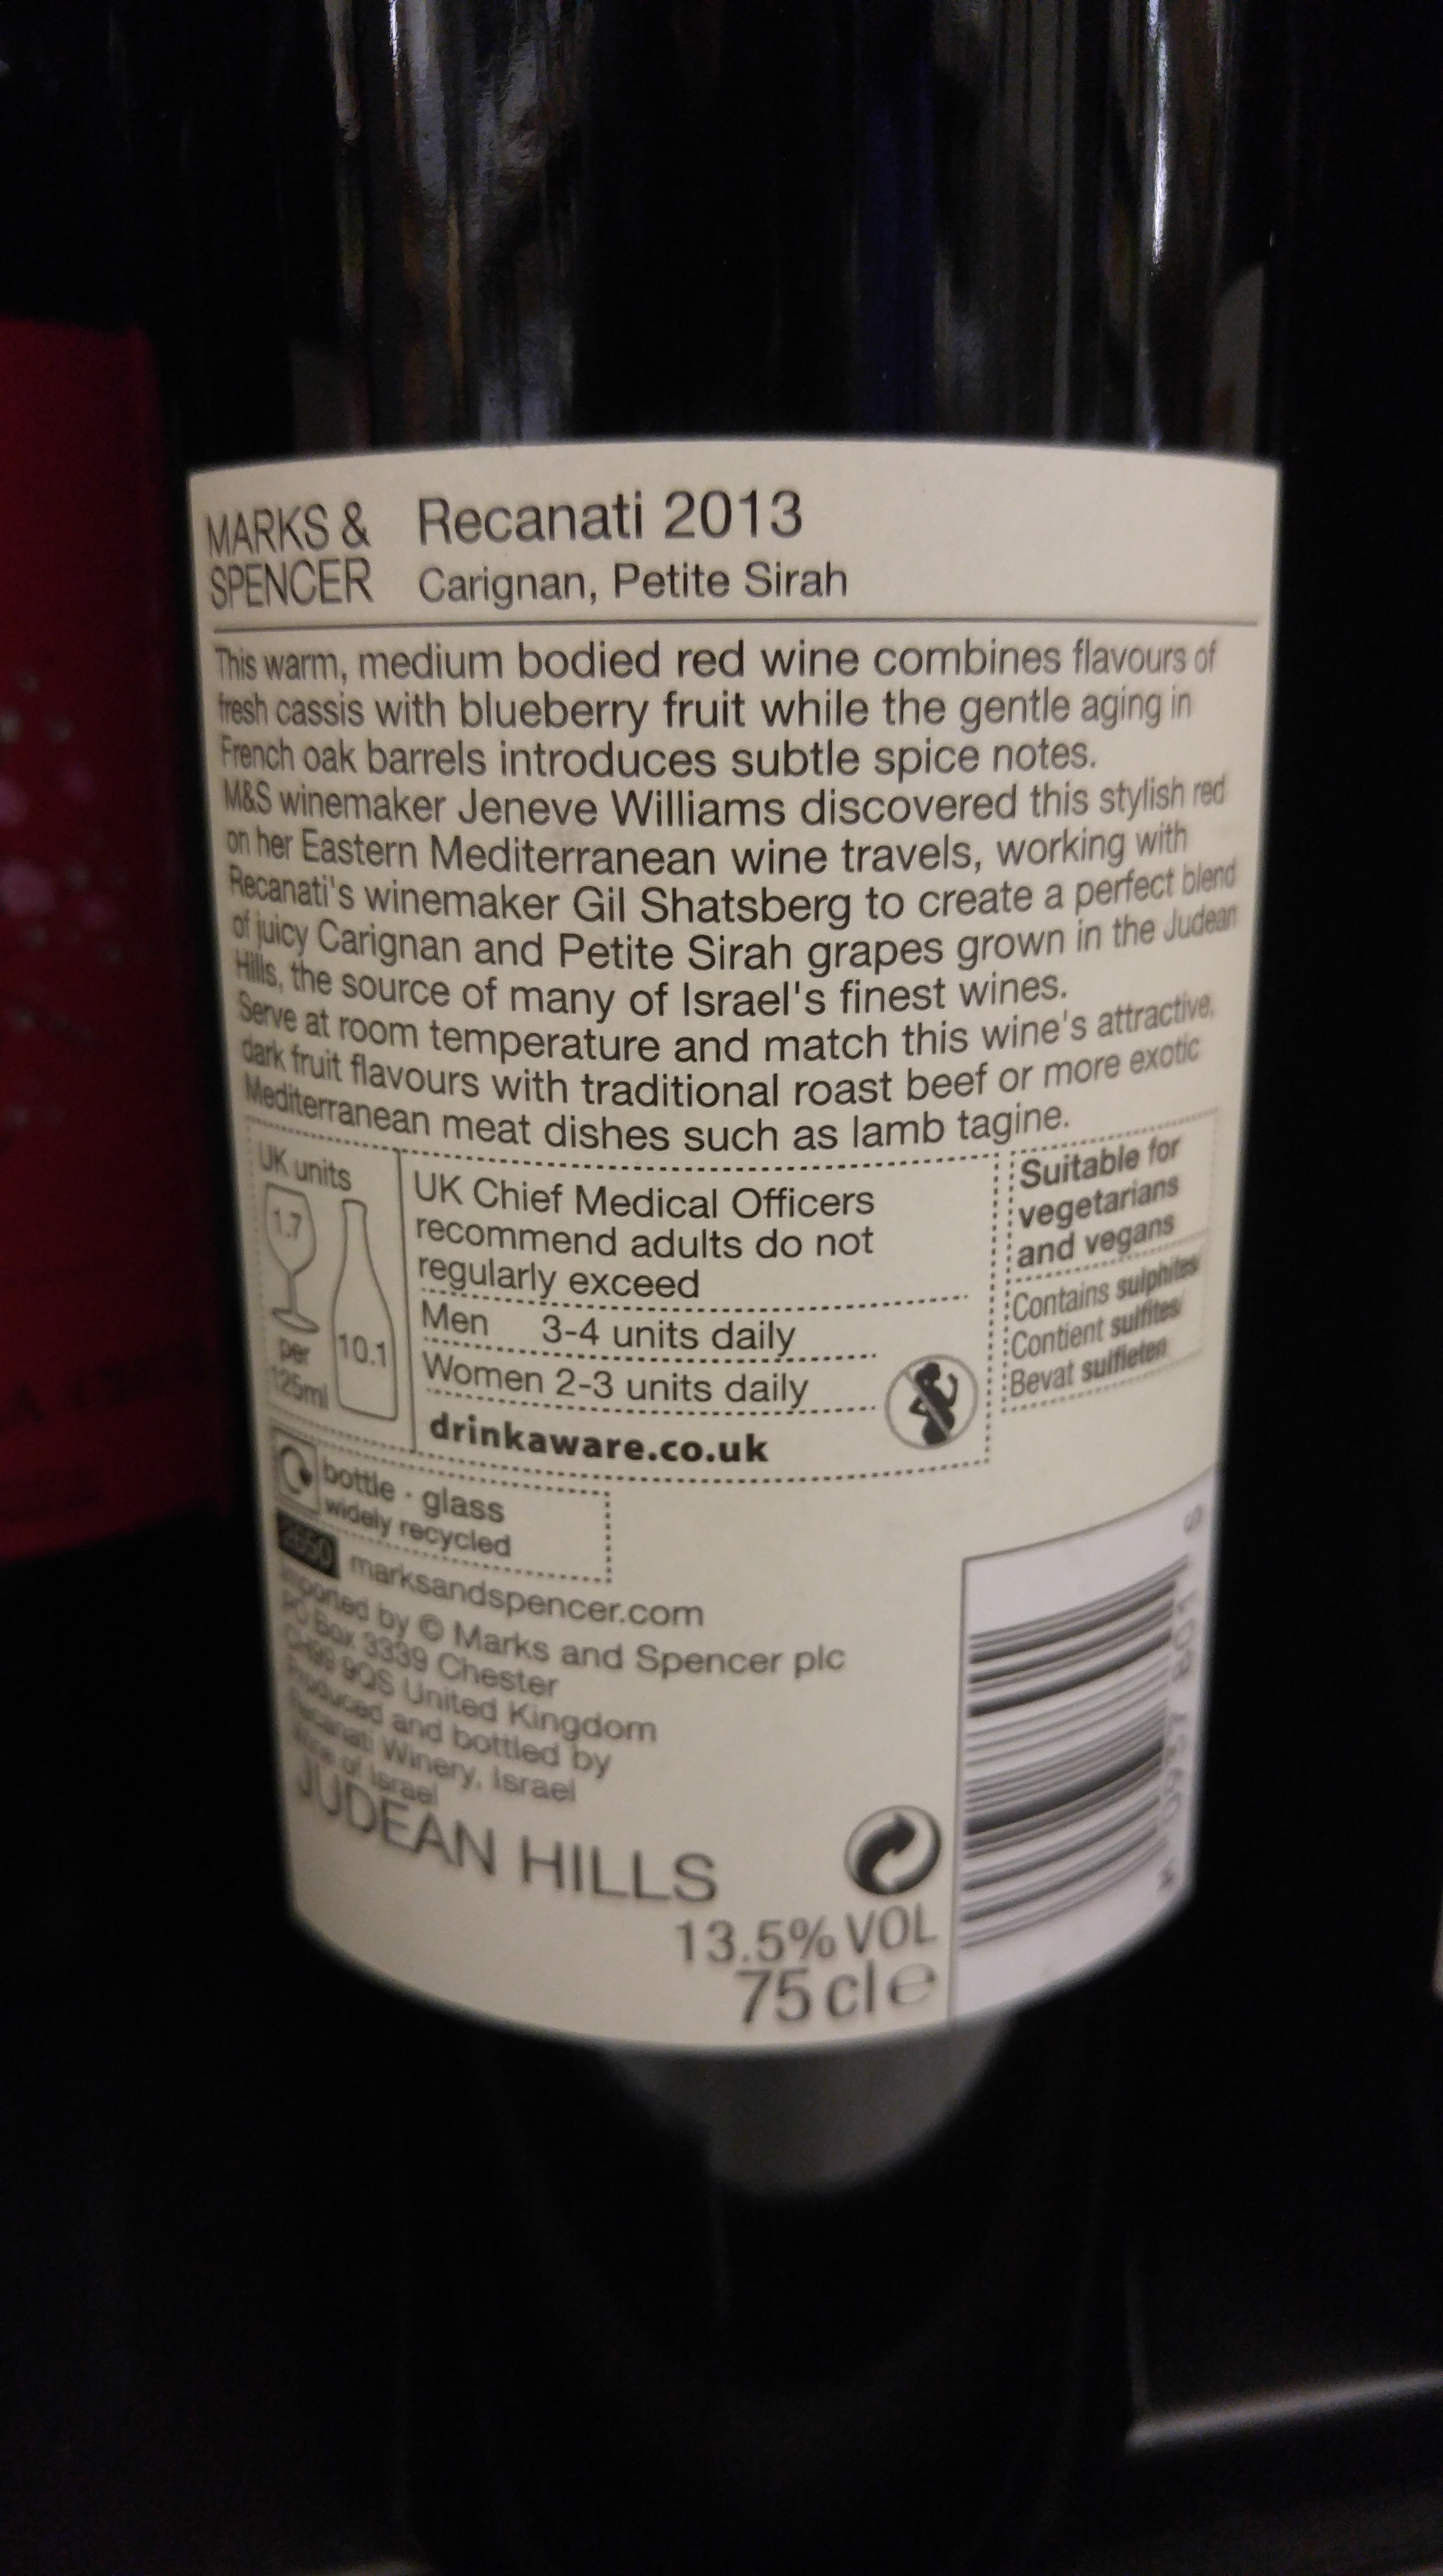 MARKS &
SPENCER
Recanati 2013
Carignan, Petite Sirah
This warm, medium bodied red wine combines flavours of
fresh cassis with blueberry fruit while the gentle aging in
French oak barrels introduces subtle spice notes.
M&S winemaker Jeneve Williams discovered this stylish red
on her Eastern Mediterranean wine travels, working with
Recanati's winemaker Gil Shatsberg to create a perfect blend
of juicy Carignan and Petite Sirah grapes grown in the Judean
Hills, the source of many of Israel's finest wines.
Serve at room temperature and match this wine's attractive,
dark fruit flavours with traditional roast beef or more exotic
Mediterranean meat dishes such as lamb tagine.
UK units
1.7
per
125ml
10.1
UK Chief Medical Officers
recommend adults do not
regularly exceed
Men 3-4 units daily
Women 2-3 units daily
drinkaware.co.uk
Suitable for
vegetarians
and vegans
Contains sulphites
Contient sulfites
Bevat sulfieten
bottle · glass
widely recycled
marksandspencer.com
Imported by © Marks and Spencer plc
PO Box 3339 Chester
CH99 9QS United Kingdom
Produced and bottled by
Recanati Winery, Israel
Wine of Israel
JUDEAN HILLS
13.5% VOL
75 cl e